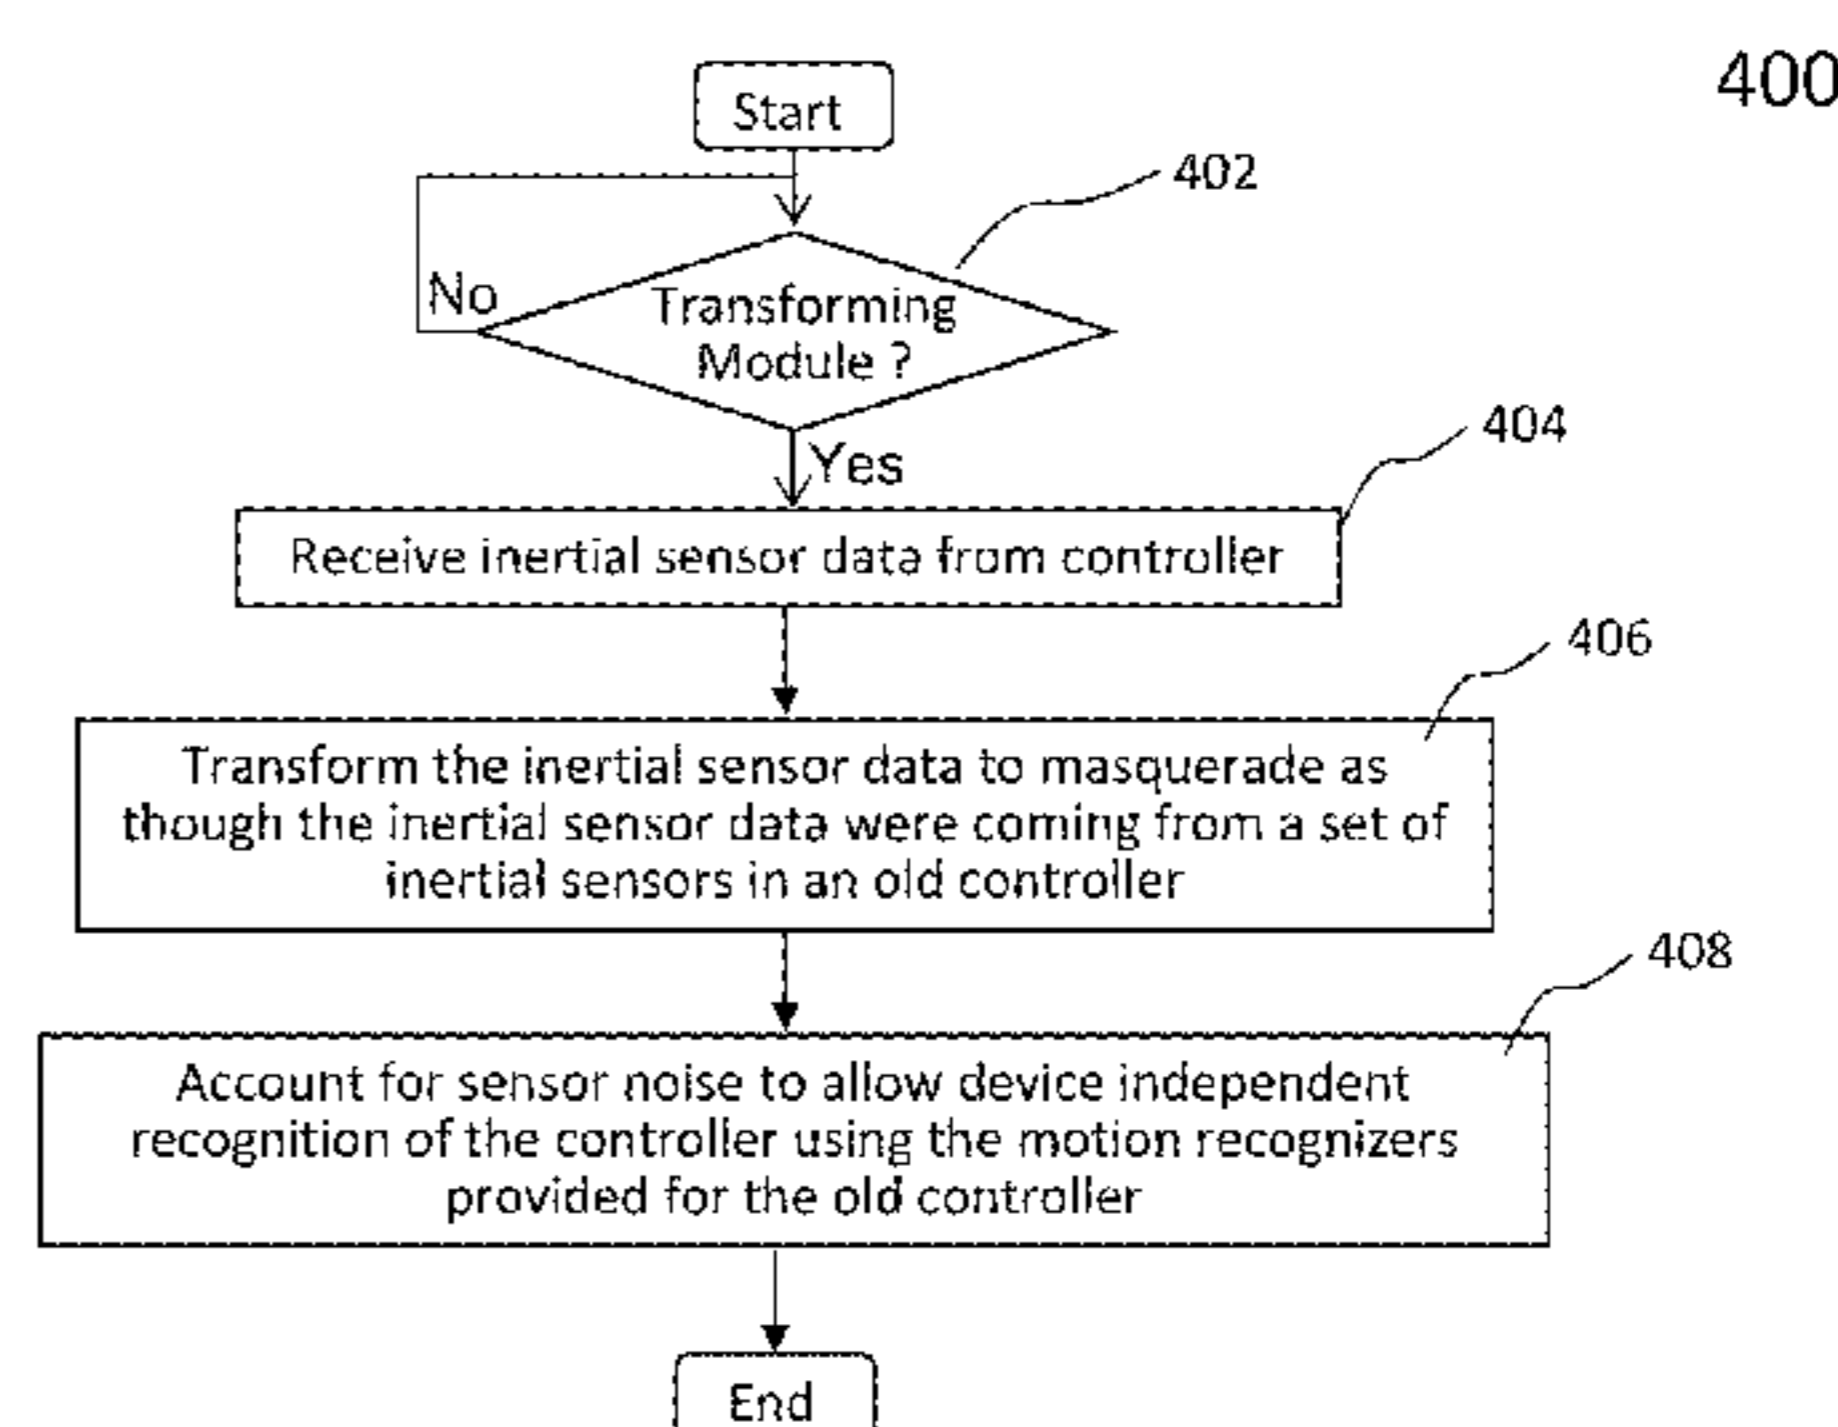 400
Start
402
No
Transforming
Module ?
Yes
404
Receive inertial sensor data from controller
406
Transform the inertial sensor data to masquerade as
though the inertial sensor data were coming from a set of
inertial sensors in an old controller
408
Account for sensor noise to allow device independent
recognition of the controller using the motion recognizers
provided for the old controller
End